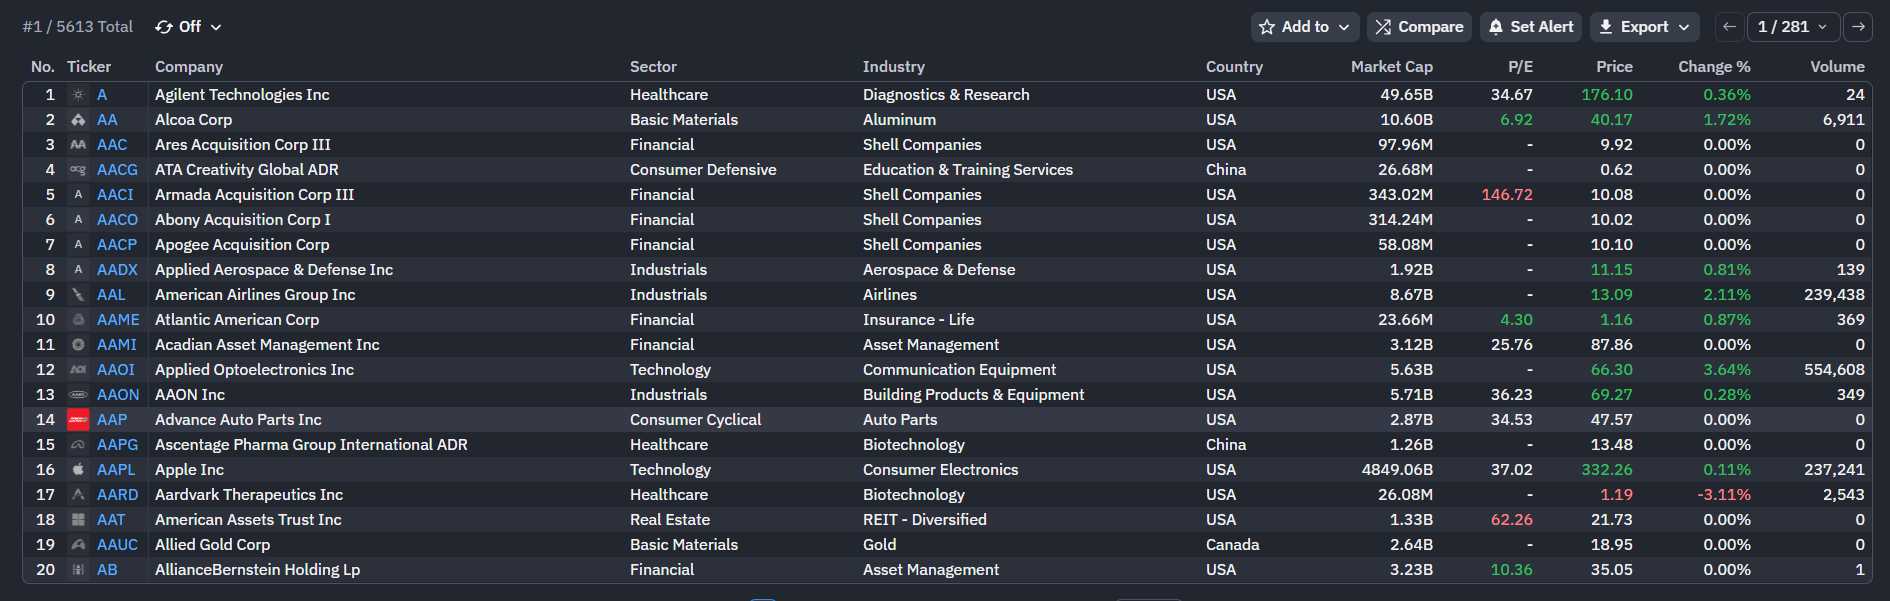 #1 / 5613 Total Off Add to Compare Set Alert Export 1 / 281
No. Ticker Company Sector Industry Country Market Cap P/E Price Change % Volume
1 A Agilent Technologies Inc Healthcare Diagnostics & Research USA 49.65B 34.67 176.10 0.36% 24
2 AA Alcoa Corp Basic Materials Aluminum USA 10.60B 6.92 40.17 1.72% 6,911
3 AA AAC Ares Acquisition Corp III Financial Shell Companies USA 97.96M - 9.92 0.00% 0
4 acg AACG ATA Creativity Global ADR Consumer Defensive Education & Training Services China 26.68M - 0.62 0.00% 0
5 A AACI Armada Acquisition Corp III Financial Shell Companies USA 343.02M 146.72 10.08 0.00% 0
6 A AACO Abony Acquisition Corp I Financial Shell Companies USA 314.24M - 10.02 0.00% 0
7 A AACP Apogee Acquisition Corp Financial Shell Companies USA 58.08M - 10.10 0.00% 0
8 A AADX Applied Aerospace & Defense Inc Industrials Aerospace & Defense USA 1.92B - 11.15 0.81% 139
9 AAL American Airlines Group Inc Industrials Airlines USA 8.67B - 13.09 2.11% 239,438
10 AAME Atlantic American Corp Financial Insurance - Life USA 23.66M 4.30 1.16 0.87% 369
11 AAMI Acadian Asset Management Inc Financial Asset Management USA 3.12B 25.76 87.86 0.00% 0
12 AOI AAOI Applied Optoelectronics Inc Technology Communication Equipment USA 5.63B - 66.30 3.64% 554,608
13 AAON AAON Inc Industrials Building Products & Equipment USA 5.71B 36.23 69.27 0.28% 349
14 AAP Advance Auto Parts Inc Consumer Cyclical Auto Parts USA 2.87B 34.53 47.57 0.00% 0
15 AAPG Ascentage Pharma Group International ADR Healthcare Biotechnology China 1.26B - 13.48 0.00% 0
16 AAPL Apple Inc Technology Consumer Electronics USA 4849.06B 37.02 332.26 0.11% 237,241
17 AARD Aardvark Therapeutics Inc Healthcare Biotechnology USA 26.08M - 1.19 -3.11% 2,543
18 AAT American Assets Trust Inc Real Estate REIT - Diversified USA 1.33B 62.26 21.73 0.00% 0
19 AAUC Allied Gold Corp Basic Materials Gold Canada 2.64B - 18.95 0.00% 0
20 AB AllianceBernstein Holding Lp Financial Asset Management USA 3.23B 10.36 35.05 0.00% 1